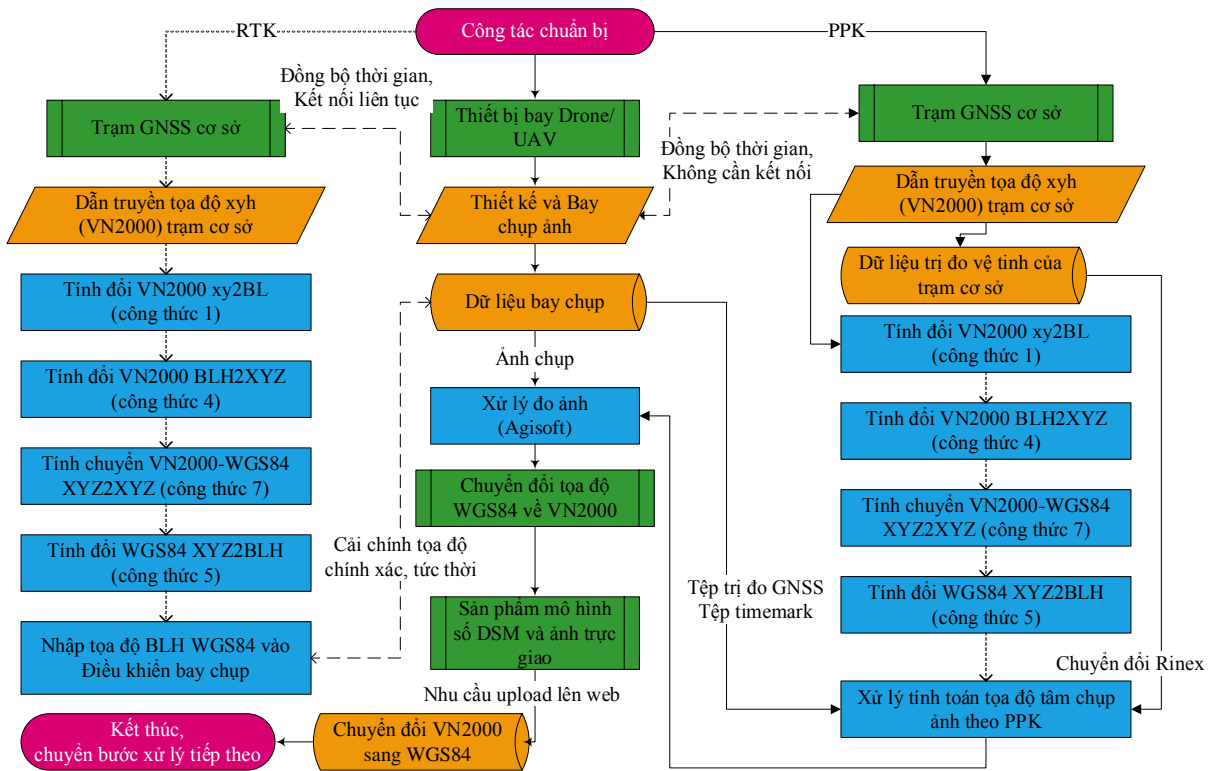 Công tác chuẩn bị
RTK
PPK
Đồng bộ thời gian,
Kết nối liên tục
Trạm GNSS cơ sở
Dẫn truyền tọa độ xyh
(VN2000) trạm cơ sở
Tính đổi VN2000 xy2BL
(công thức 1)
Tính đổi VN2000 BLH2XYZ
(công thức 4)
Tính chuyển VN2000-WGS84
XYZ2XYZ (công thức 7)
Tính đổi WGS84 XYZ2BLH
(công thức 5)
Nhập tọa độ BLH WGS84 vào
Điều khiển bay chụp
Thiết bị bay Drone/
UAV
Thiết kế và Bay
chụp ảnh
Dữ liệu bay chụp
Ảnh chụp
Xử lý đo ảnh
(Agisoft)
Chuyển đổi tọa độ
WGS84 về VN2000
Cải chính tọa độ
chính xác, tức thời
Sản phẩm mô hình
số DSM và ảnh trực
giao
Nhu cầu upload lên web
Chuyển đổi VN2000
sang WGS84
Kết thúc,
chuyển bước xử lý tiếp theo
Đồng bộ thời gian,
Không cần kết nối
Trạm GNSS cơ sở
Dẫn truyền tọa độ xyh
(VN2000) trạm cơ sở
Dữ liệu trị đo vệ tinh của
trạm cơ sở
Tính đổi VN2000 xy2BL
(công thức 1)
Tính đổi VN2000 BLH2XYZ
(công thức 4)
Tính chuyển VN2000-WGS84
XYZ2XYZ (công thức 7)
Tính đổi WGS84 XYZ2BLH
(công thức 5)
Tệp trị đo GNSS
Tệp timemark
Chuyển đổi Rinex
Xử lý tính toán tọa độ tâm chụp
ảnh theo PPK